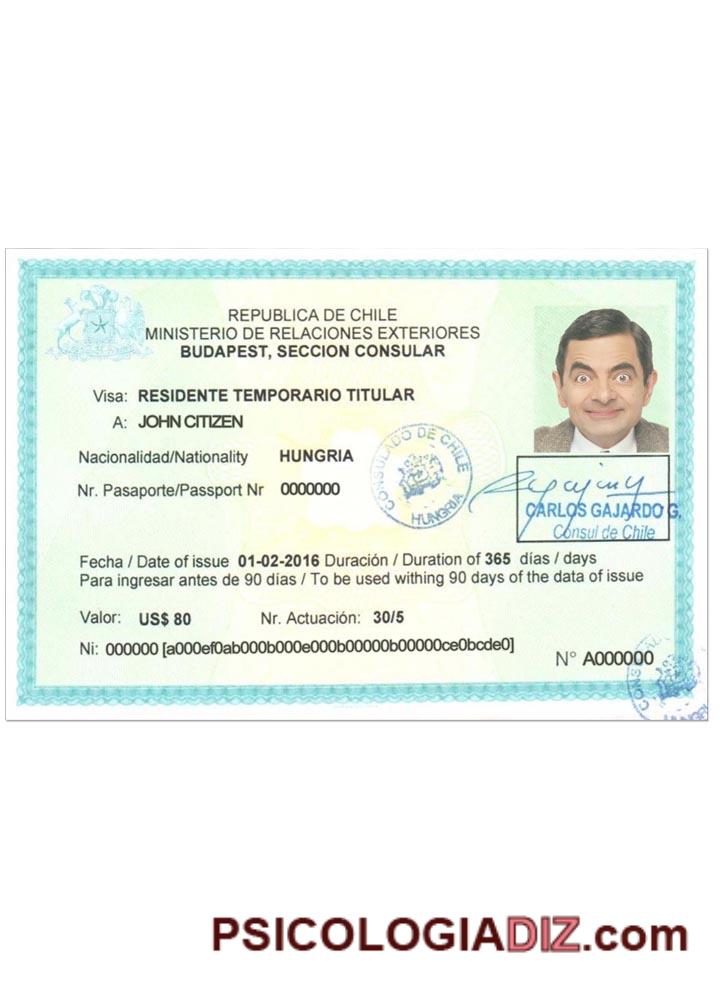 REPUBLICA DE CHILE
MINISTERIO DE RELACIONES EXTERIORES
BUDAPEST, SECCION CONSULAR
Visa: RESIDENTE TEMPORARIO TITULAR
A: JOHN CITIZEN
Nacionalidad/Nationality HUNGRIA
Nr. Pasaporte/Passport Nr 0000000
CONSULADO DE CHILE
HUNGRIA
CARLOS GAJARDO G.
Consul de Chile
Fecha / Date of issue 01-02-2016 Duración / Duration of 365 días / days
Para ingresar antes de 90 días / To be used withing 90 days of the data of issue
Valor: US$ 80 Nr. Actuación: 30/5
Ni: 000000 [a000ef0ab000b000e000b00000b00000ce0bcde0]
N° A000000
PSICOLOGIADIZ.com